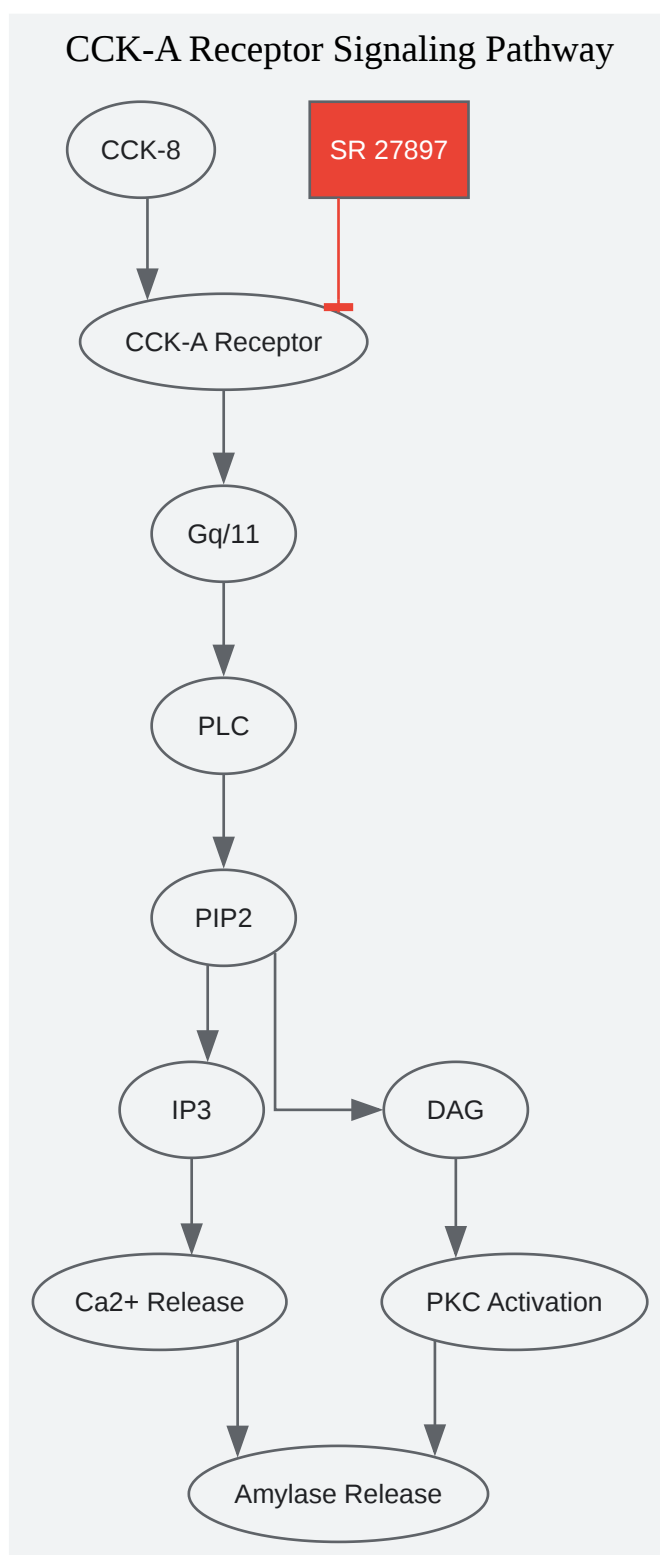 CCK-A Receptor Signaling Pathway
CCK-8
SR 27897
CCK-A Receptor
Gq/11
PLC
PIP2
IP3
DAG
Ca2+ Release
PKC Activation
Amylase Release